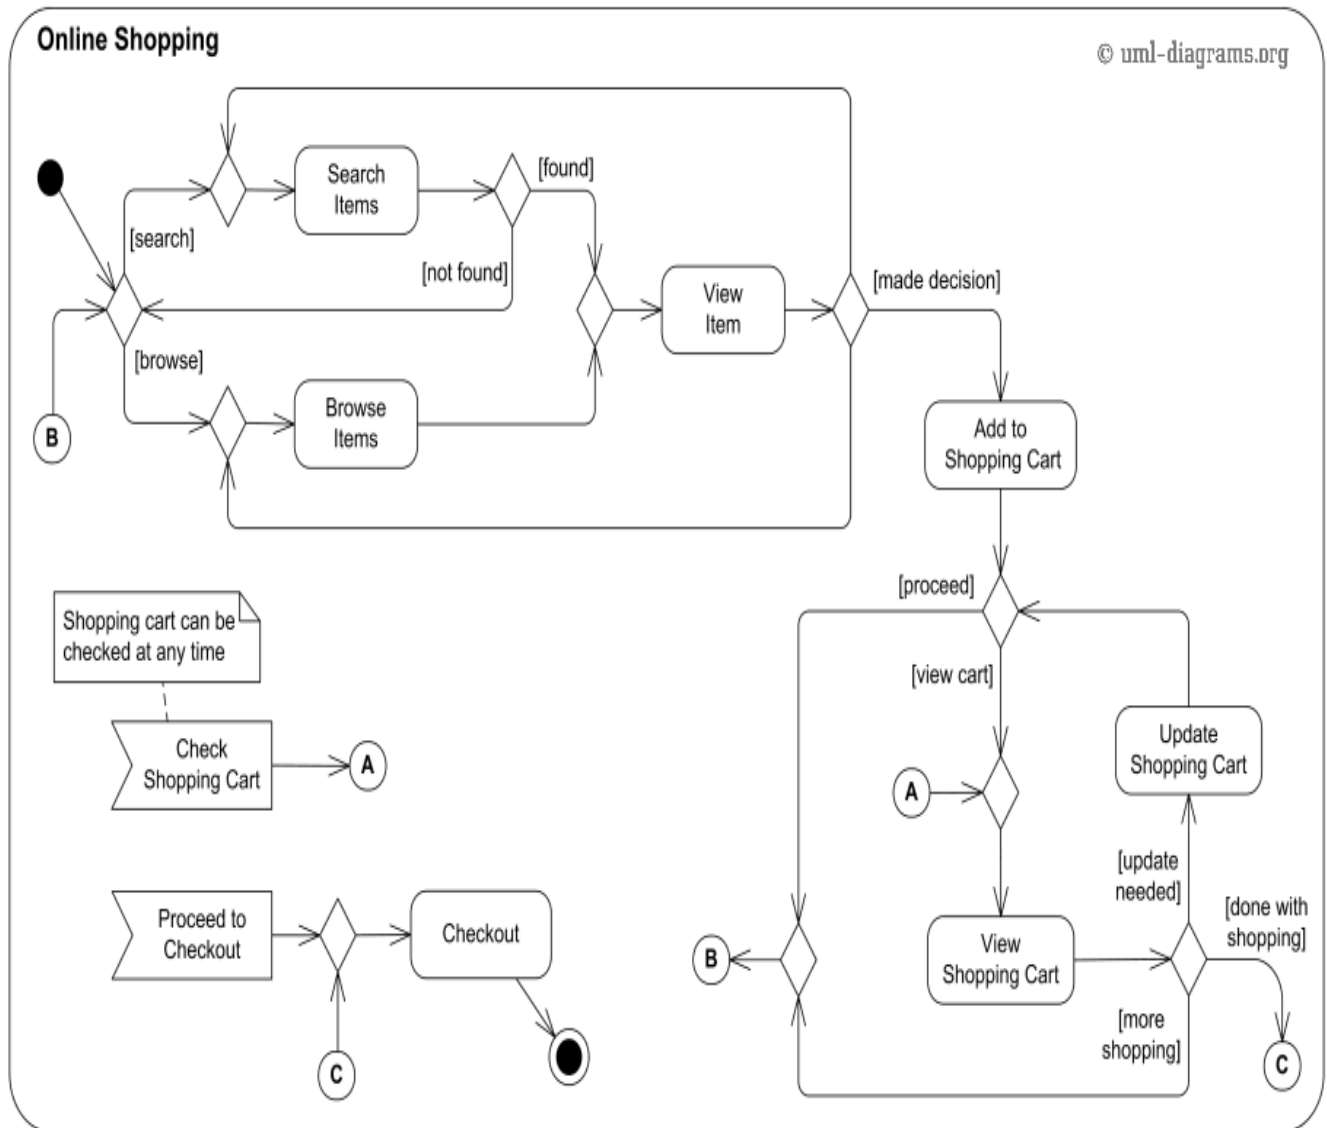 Online Shopping
© uml-diagrams.org
Search
Items
[found]
[search]
[not found]
View
Item
[made decision]
[browse]
Browse
Items
B
Add to
Shopping Cart
[proceed]
Shopping cart can be
checked at any time
[view cart]
Check
Shopping Cart
A
A
Update
Shopping Cart
[update
needed]
[done with
shopping]
Proceed to
Checkout
Checkout
B
View
Shopping Cart
[more
shopping]
C
C